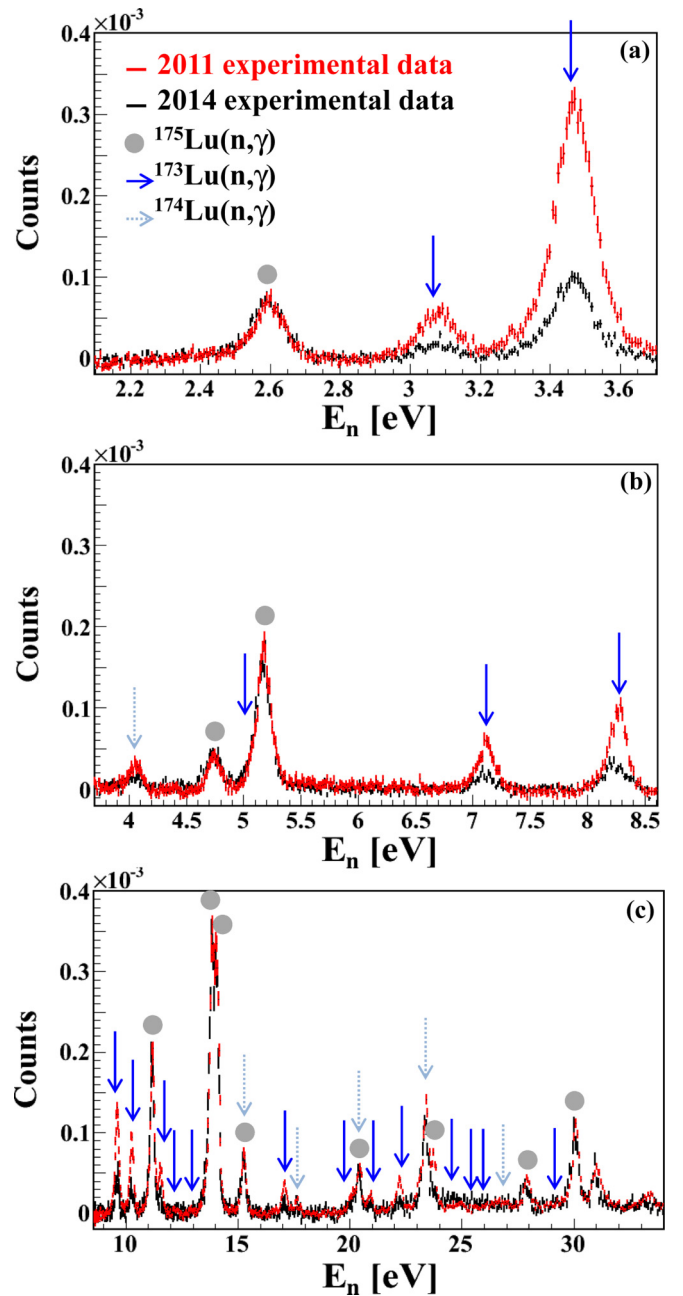 ×10⁻³
0.4
(a)
2011 experimental data
2014 experimental data
0.3
¹⁷⁵Lu(n,γ)
¹⁷³Lu(n,γ)
¹⁷⁴Lu(n,γ)
0.2
0.1
0
Counts
2.2 2.4 2.6 2.8 3 3.2 3.4 3.6
Eₙ [eV]
×10⁻³
0.4
(b)
0.3
0.2
0.1
0
Counts
4 4.5 5 5.5 6 6.5 7 7.5 8 8.5
Eₙ [eV]
×10⁻³
0.4
(c)
0.3
0.2
0.1
0
Counts
10 15 20 25 30
Eₙ [eV]